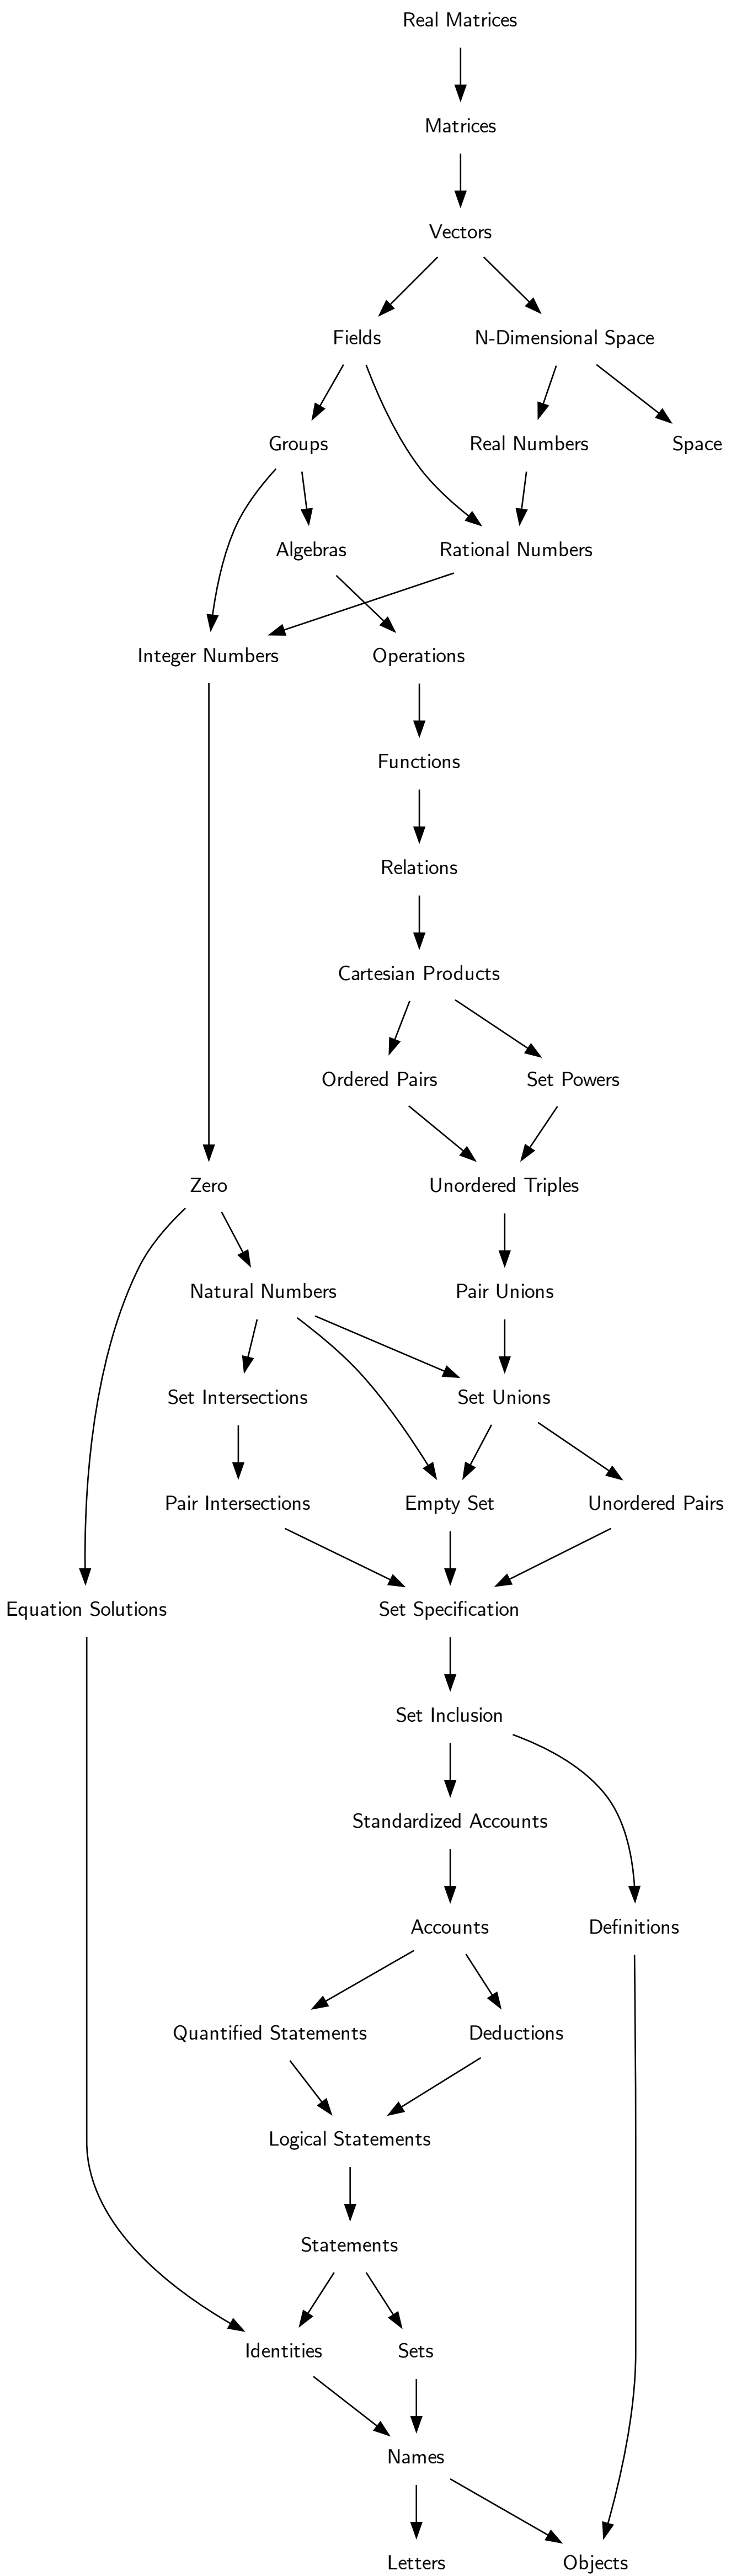 Real Matrices
Matrices
Vectors
Fields
N-Dimensional Space
Groups
Real Numbers
Space
Algebras
Rational Numbers
Integer Numbers
Operations
Functions
Relations
Cartesian Products
Ordered Pairs
Set Powers
Zero
Unordered Triples
Natural Numbers
Pair Unions
Set Intersections
Set Unions
Pair Intersections
Empty Set
Unordered Pairs
Equation Solutions
Set Specification
Set Inclusion
Standardized Accounts
Accounts
Definitions
Quantified Statements
Deductions
Logical Statements
Statements
Identities
Sets
Names
Letters
Objects